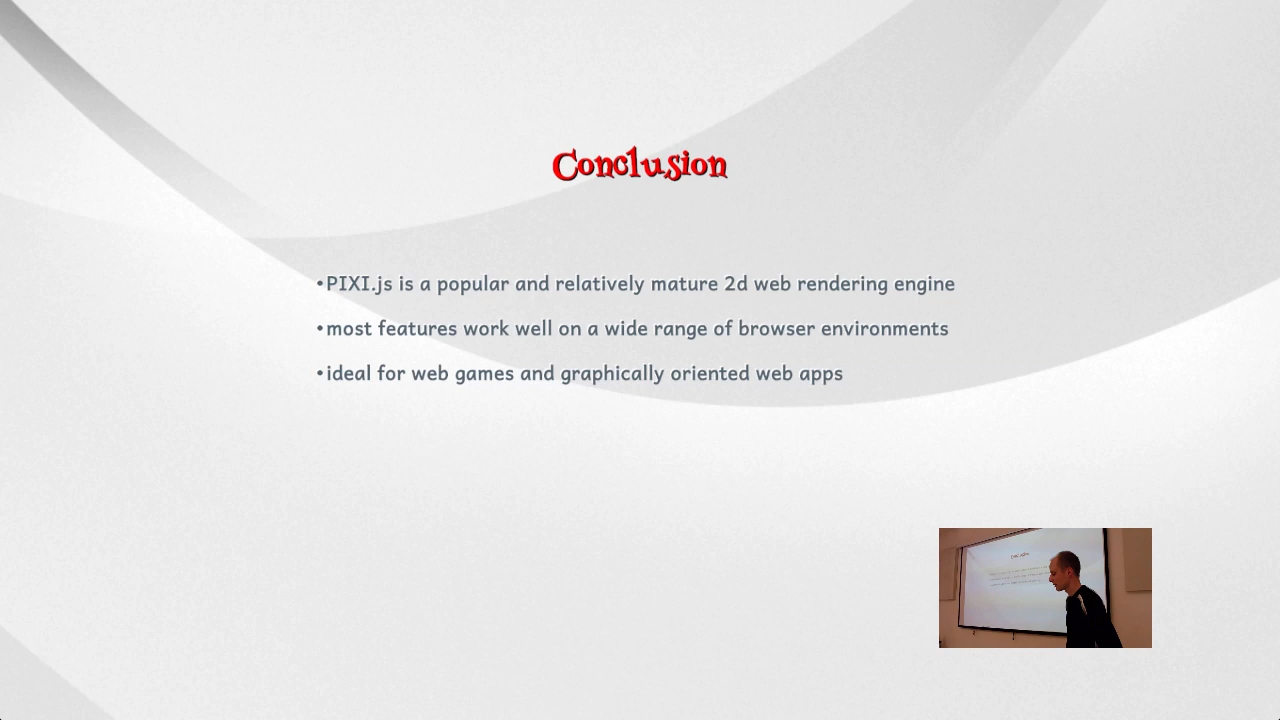 Conclusion
•PIXI.js is a popular and relatively mature 2d web rendering engine
•most features work well on a wide range of browser environments
•ideal for web games and graphically oriented web apps
Conclusion